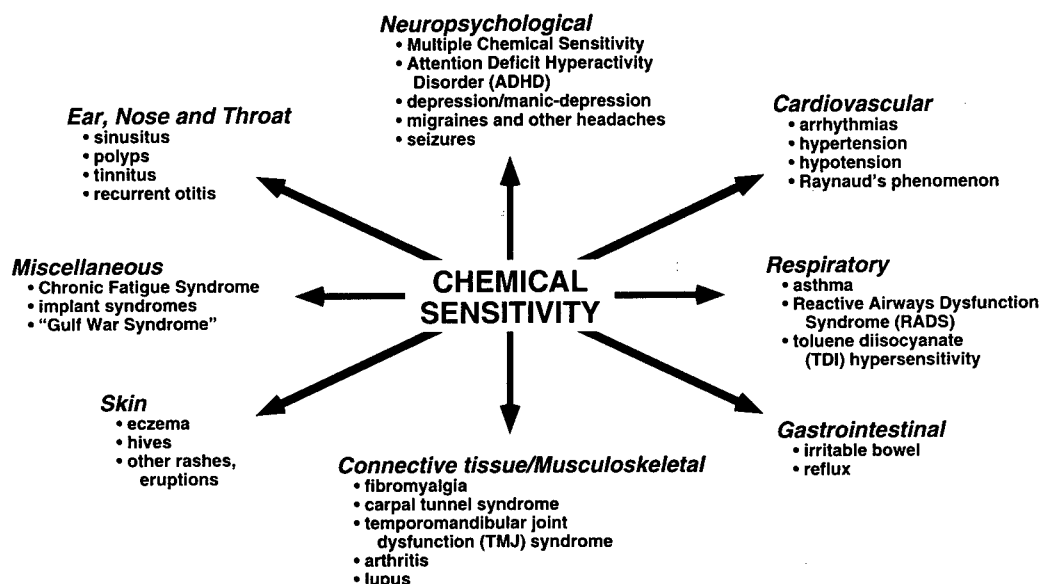 Neuropsychological
• Multiple Chemical Sensitivity
• Attention Deficit Hyperactivity
Disorder (ADHD)
• depression/manic-depression
• migraines and other headaches
• seizures
Ear, Nose and Throat
• sinusitus
• polyps
• tinnitus
• recurrent otitis
Cardiovascular
• arrhythmias
• hypertension
• hypotension
• Raynaud's phenomenon
Miscellaneous
• Chronic Fatigue Syndrome
• implant syndromes
• "Gulf War Syndrome"
CHEMICAL
SENSITIVITY
Respiratory
• asthma
• Reactive Airways Dysfunction
Syndrome (RADS)
• toluene diisocyanate
(TDI) hypersensitivity
Skin
• eczema
• hives
• other rashes,
eruptions
Connective tissue/Musculoskeletal
• fibromyalgia
• carpal tunnel syndrome
• temporomandibular joint
dysfunction (TMJ) syndrome
• arthritis
• lupus
Gastrointestinal
• irritable bowel
• reflux